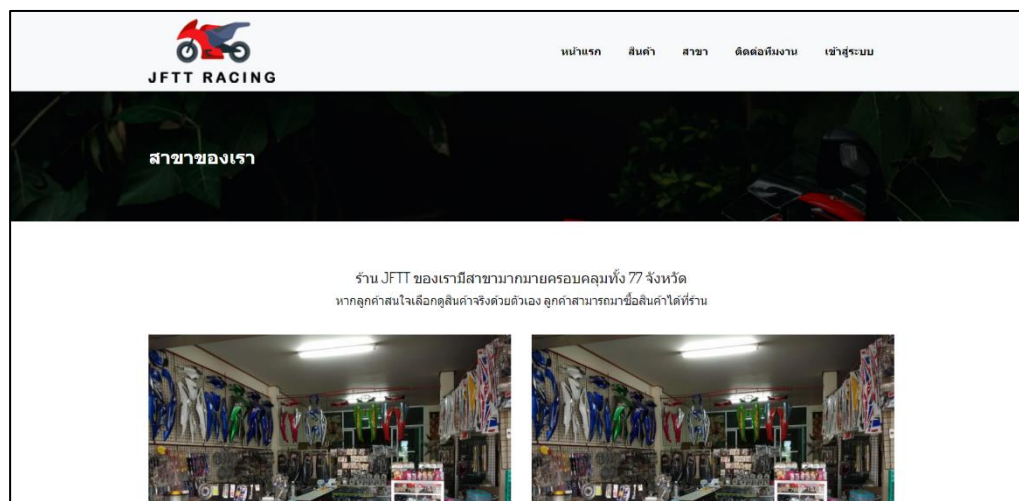 JFTT RACING
หน้าแรก สินค้า สาขา ติดต่อทีมงาน เข้าสู่ระบบ
สาขาของเรา
ร้าน JFTT ของเรามีสาขามากมายครอบคลุมทั้ง 77 จังหวัด
หากลูกค้าสนใจเลือกดูสินค้าจริงด้วยตัวเอง ลูกค้าสามารถมาซื้อสินค้าได้ที่ร้าน